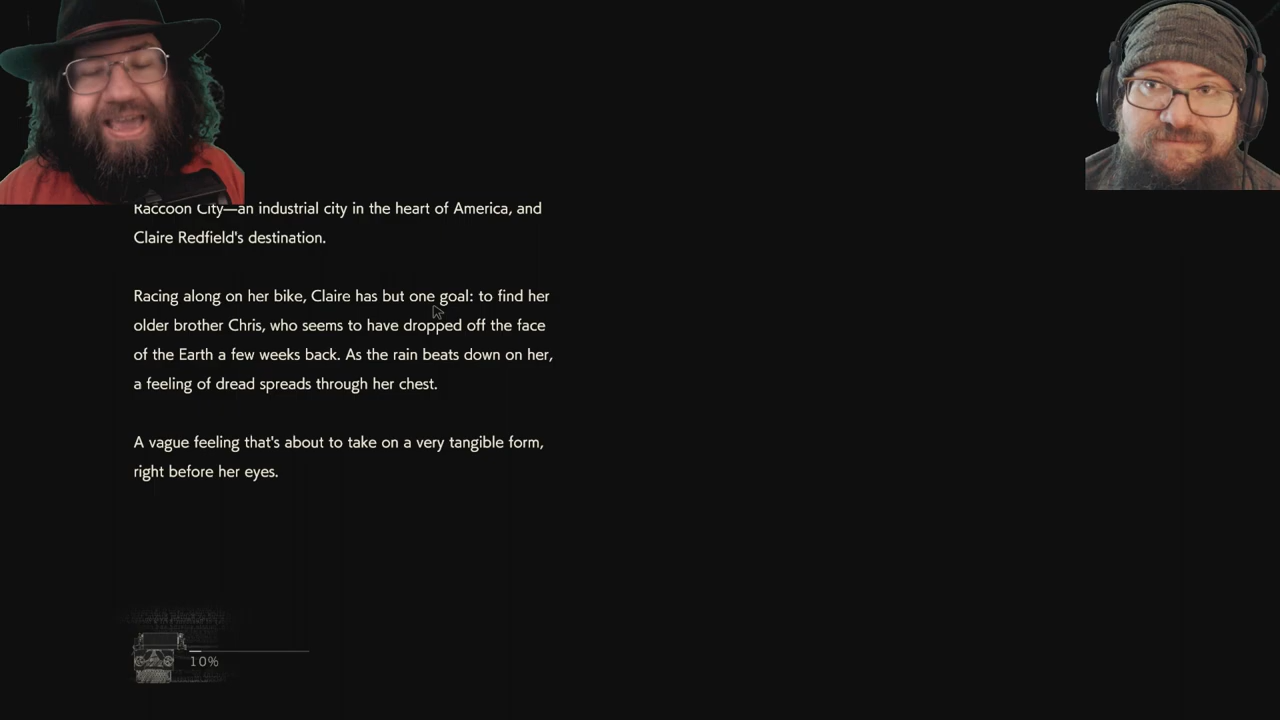 Raccoon City—an industrial city in the heart of America, and
Claire Redfield's destination.
Racing along on her bike, Claire has but one goal: to find her
older brother Chris, who seems to have dropped off the face
of the Earth a few weeks back. As the rain beats down on her,
a feeling of dread spreads through her chest.
A vague feeling that's about to take on a very tangible form,
right before her eyes.
10%